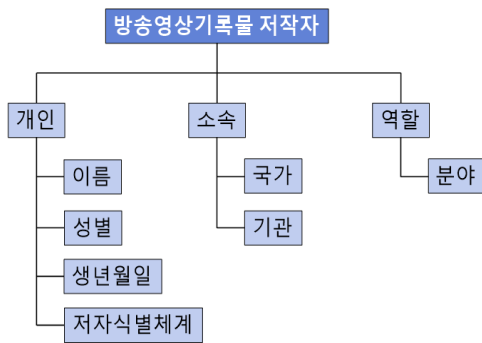 방송영상기록물 저작자
개인
소속
역할
이름
국가
분야
성별
기관
생년월일
저자식별체계